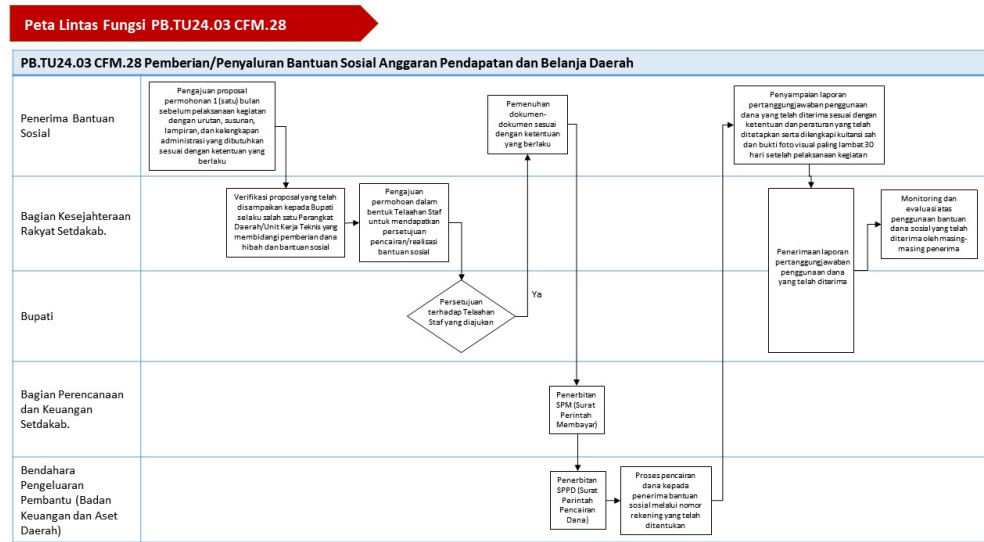 Peta Lintas Fungsi PB.TU24.03 CFM.28
PB.TU24.03 CFM.28 Pemberian/Penyaluran Bantuan Sosial Anggaran Pendapatan dan Belanja Daerah
Penerima Bantuan
Sosial
Pengajuan proposal
permohonan 1 (satu) bulan
sebelum pelaksanaan kegiatan
dengan urutan, susunan,
lampiran, dan kelengkapan
administrasi yang dibutuhkan
sesuai dengan ketentuan yang
berlaku
Pemenuhan
dokumen-
dokumen sesuai
dengan ketentuan
yang berlaku
Penyampaian laporan
pertanggungjawaban penggunaan
dana yang telah diterima sesuai dengan
ketentuan dan peraturan yang telah
ditetapkan serta dilengkapi kuitansi sah
dan bukti foto visual paling lambat 30
hari setelah pelaksanaan kegiatan
Bagian Kesejahteraan
Rakyat Setdakab.
Verifikasi proposal yang telah
disampaikan kepada Bupati
selaku salah satu Perangkat
Daerah/Unit Kerja Teknis yang
membidangi pemberian dana
hibah dan bantuan sosial
Pengajuan
permohoan dalam
bentuk Telaahan Staf
untuk mendapatkan
persetujuan
pencairan/realisasi
bantuan sosial
Penerimaan laporan
pertanggungjawaban
penggunaan dana
yang telah diterima
Monitoring dan
evaluasi atas
penggunaan bantuan
dana sosial yang telah
diterima oleh masing-
masing penerima
Bupati
Persetujuan
terhadap Telaahan
Staf yang diajukan
Ya
Bagian Perencanaan
dan Keuangan
Setdakab.
Penerbitan
SPM (Surat
Perintah
Membayar)
Bendahara
Pengeluaran
Pembantu (Badan
Keuangan dan Aset
Daerah)
Penerbitan
SPPD (Surat
Perintah
Pencairan
Dana)
Proses pencairan
dana kepada
penerima bantuan
sosial melalui nomor
rekening yang telah
ditentukan